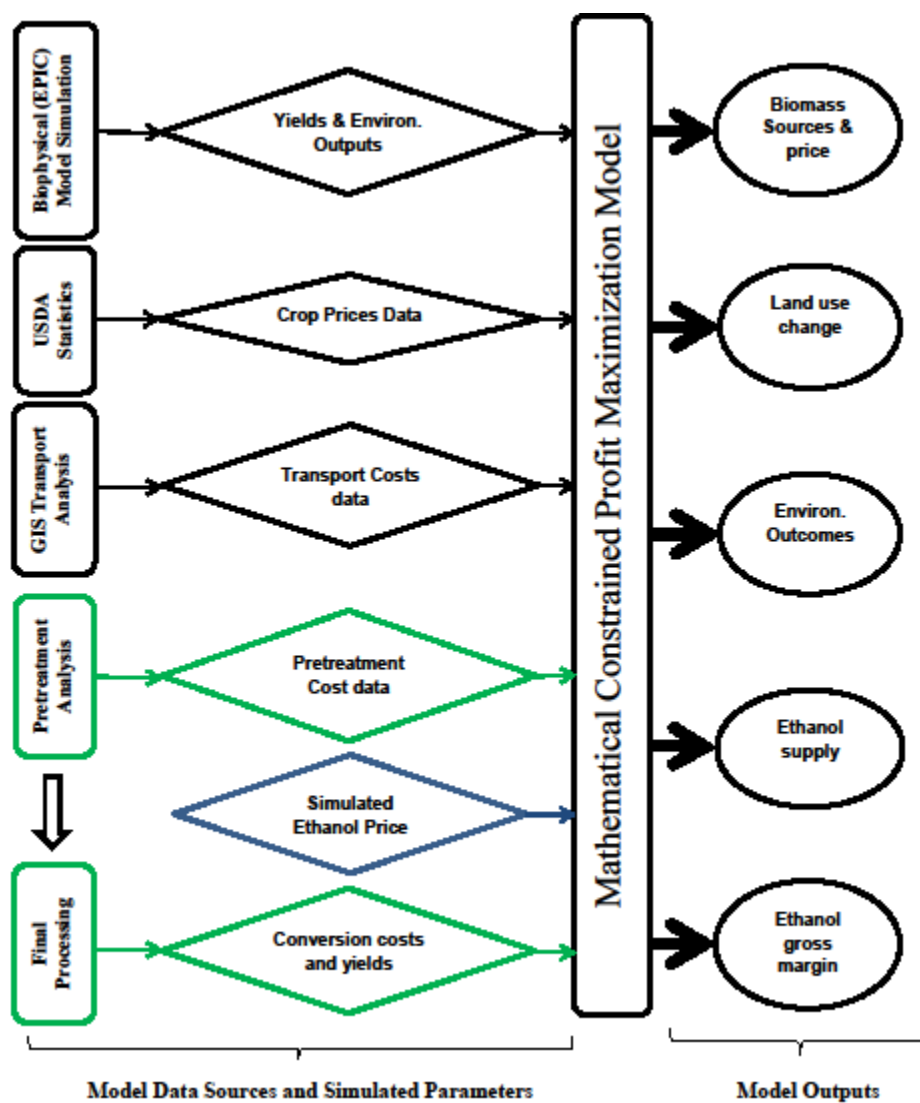 Biophysical (EPIC)
Model Simulation
Yields & Environ.
Outputs
USDA
Statistics
Crop Prices Data
GIS Transport
Analysis
Transport Costs
data
Pretreatment
Analysis
Pretreatment
Cost data
Simulated
Ethanol Price
Final
Processing
Conversion costs
and yields
Mathematical Constrained Profit Maximization Model
Biomass
Sources &
price
Land use
change
Environ.
Outcomes
Ethanol
supply
Ethanol
gross
margin
Model Data Sources and Simulated Parameters
Model Outputs